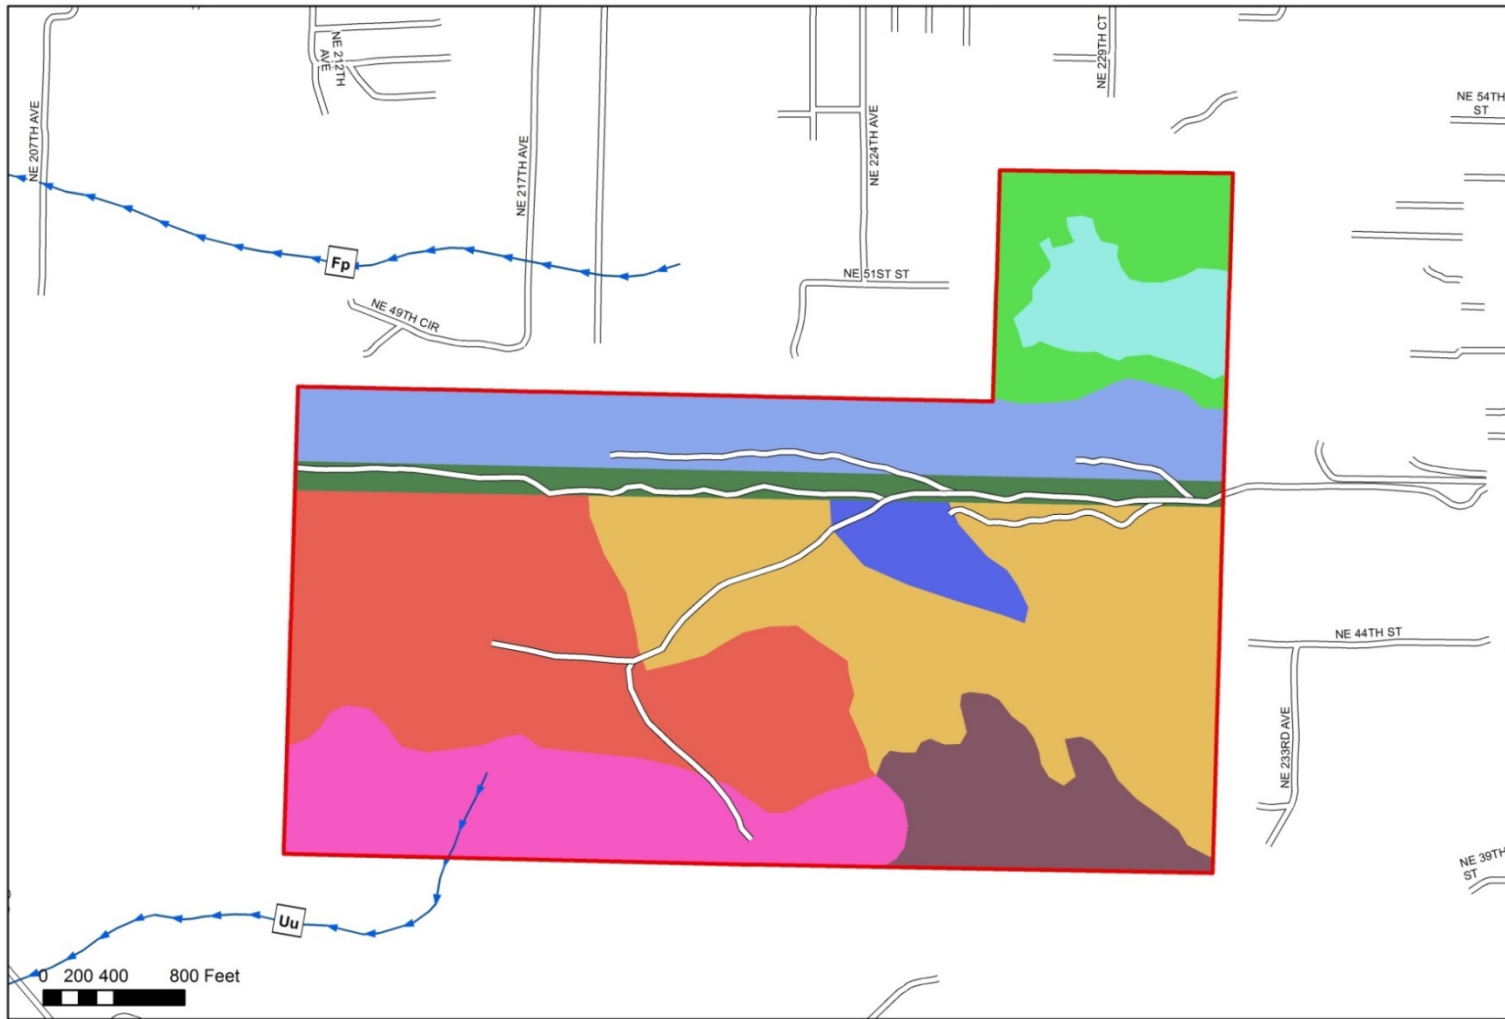 NE 212TH
AVE
NE 229TH CT
NE 54TH
ST
NE 207TH AVE
NE 217TH AVE
NE 224TH AVE
Fp
NE 51ST ST
NE 49TH CIR
NE 44TH ST
NE 233RD AVE
NE 39TH
ST
Uu
0 200 400 800 Feet